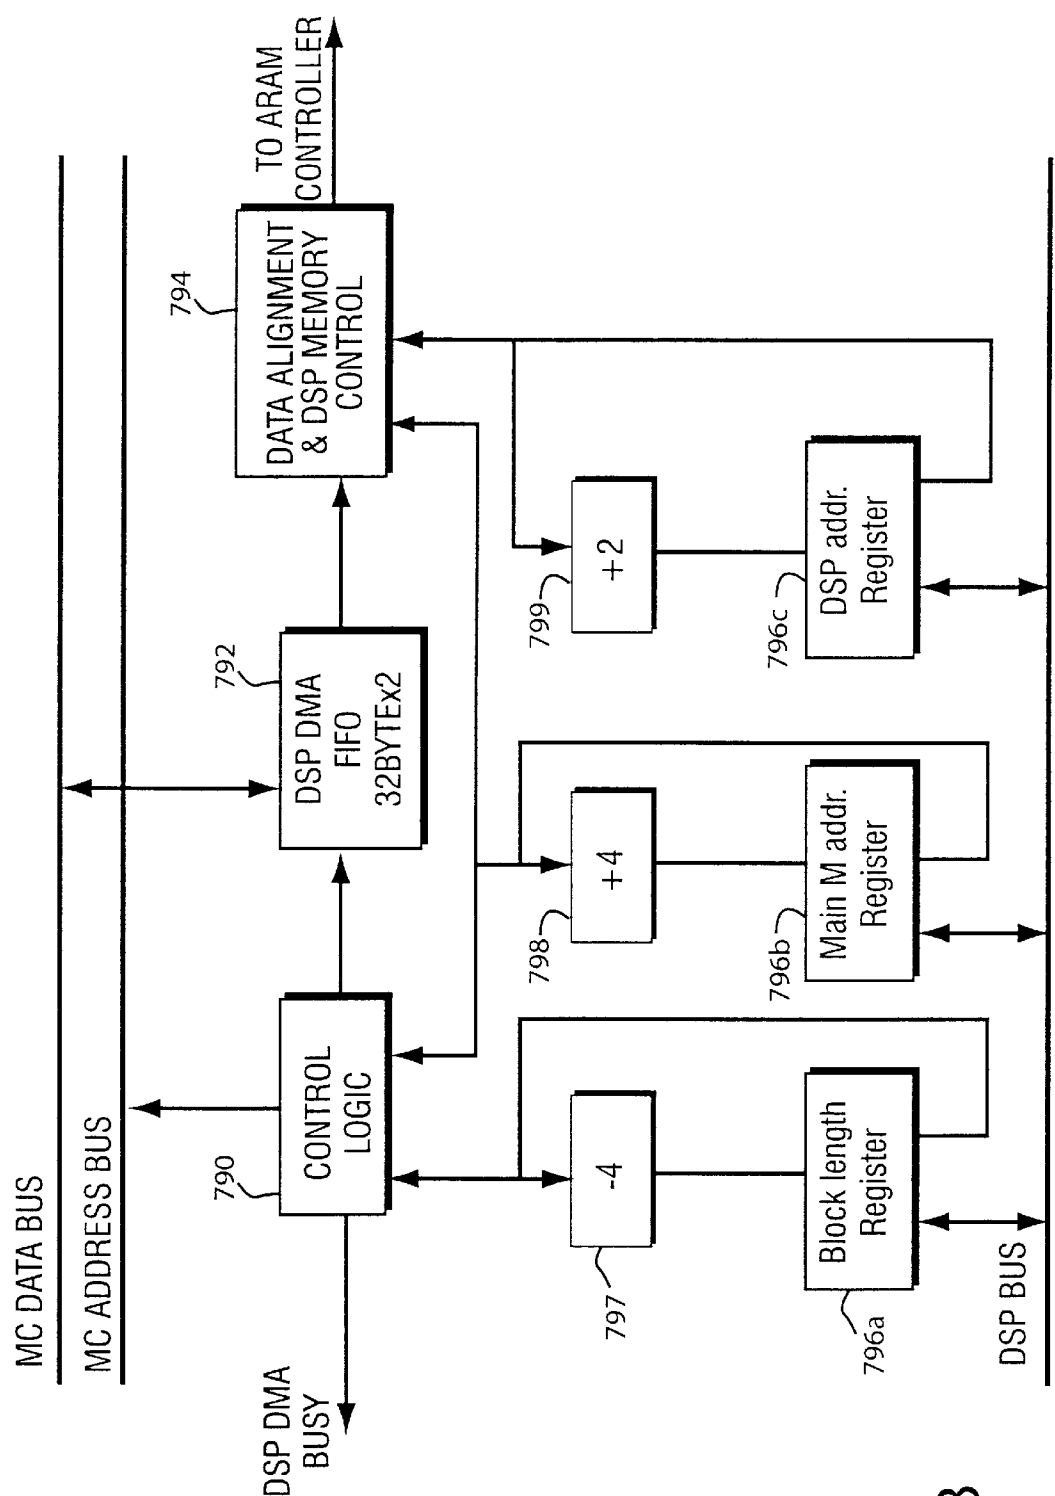 MC DATA BUS
MC ADDRESS BUS
DSP DMA
BUSY
790
CONTROL
LOGIC
792
DSP DMA
FIFO
32BYTEx2
794
DATA ALIGNMENT
& DSP MEMORY
CONTROL
TO ARAM
CONTROLLER
797
-4
798
+4
799
+2
796a
Block length
Register
796b
Main M addr.
Register
796c
DSP addr.
Register
DSP BUS